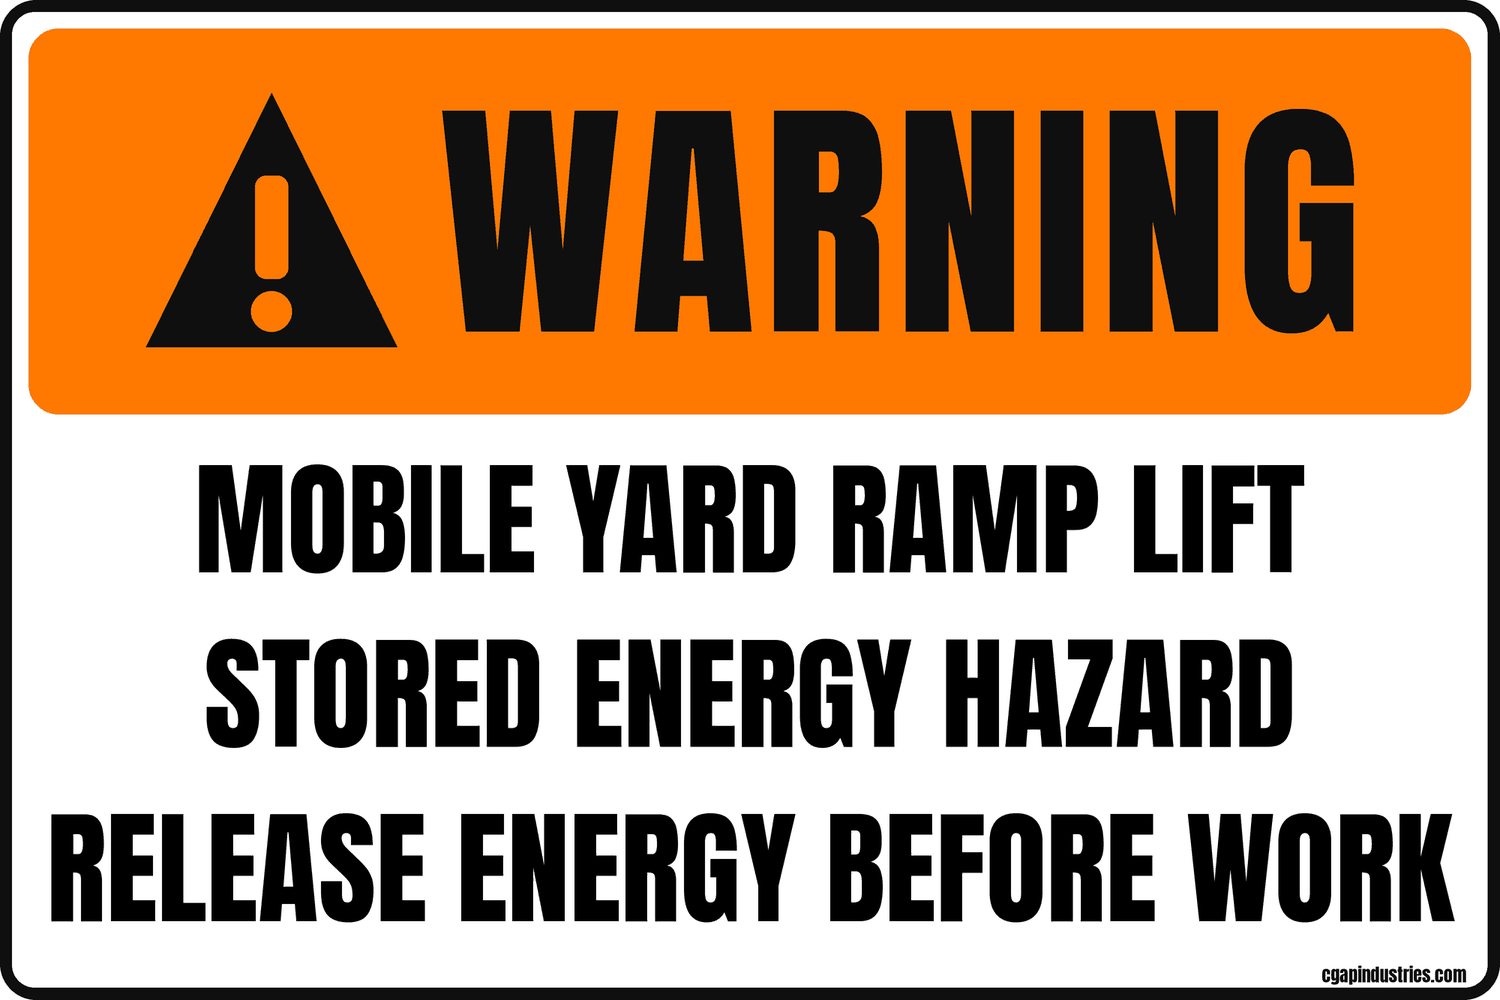 WARNING
MOBILE YARD RAMP LIFT
STORED ENERGY HAZARD
RELEASE ENERGY BEFORE WORK
cgapindustries.com